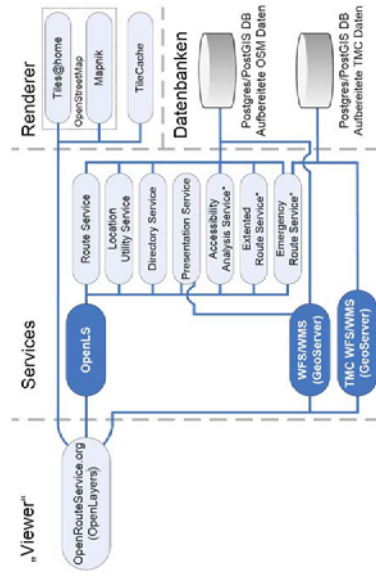 „Viewer“
OpenRouteService.org
(OpenLayers)
Services
OpenLS
WFS/WMS
(GeoServer)
TMC WFS/WMS
(GeoServer)
Route Service
Location
Utility Service
Directory Service
Presentation Service
Accessibility
Analysis Service*
Extented
Route Service*
Emergency
Route Service*
Renderer
Tiles@home
OpenStreetMap
Mapnik
TileCache
Datenbanken
Postgres/PostGIS DB
Aufbereitete OSM Daten
Postgres/PostGIS DB
Aufbereitete TMC Daten